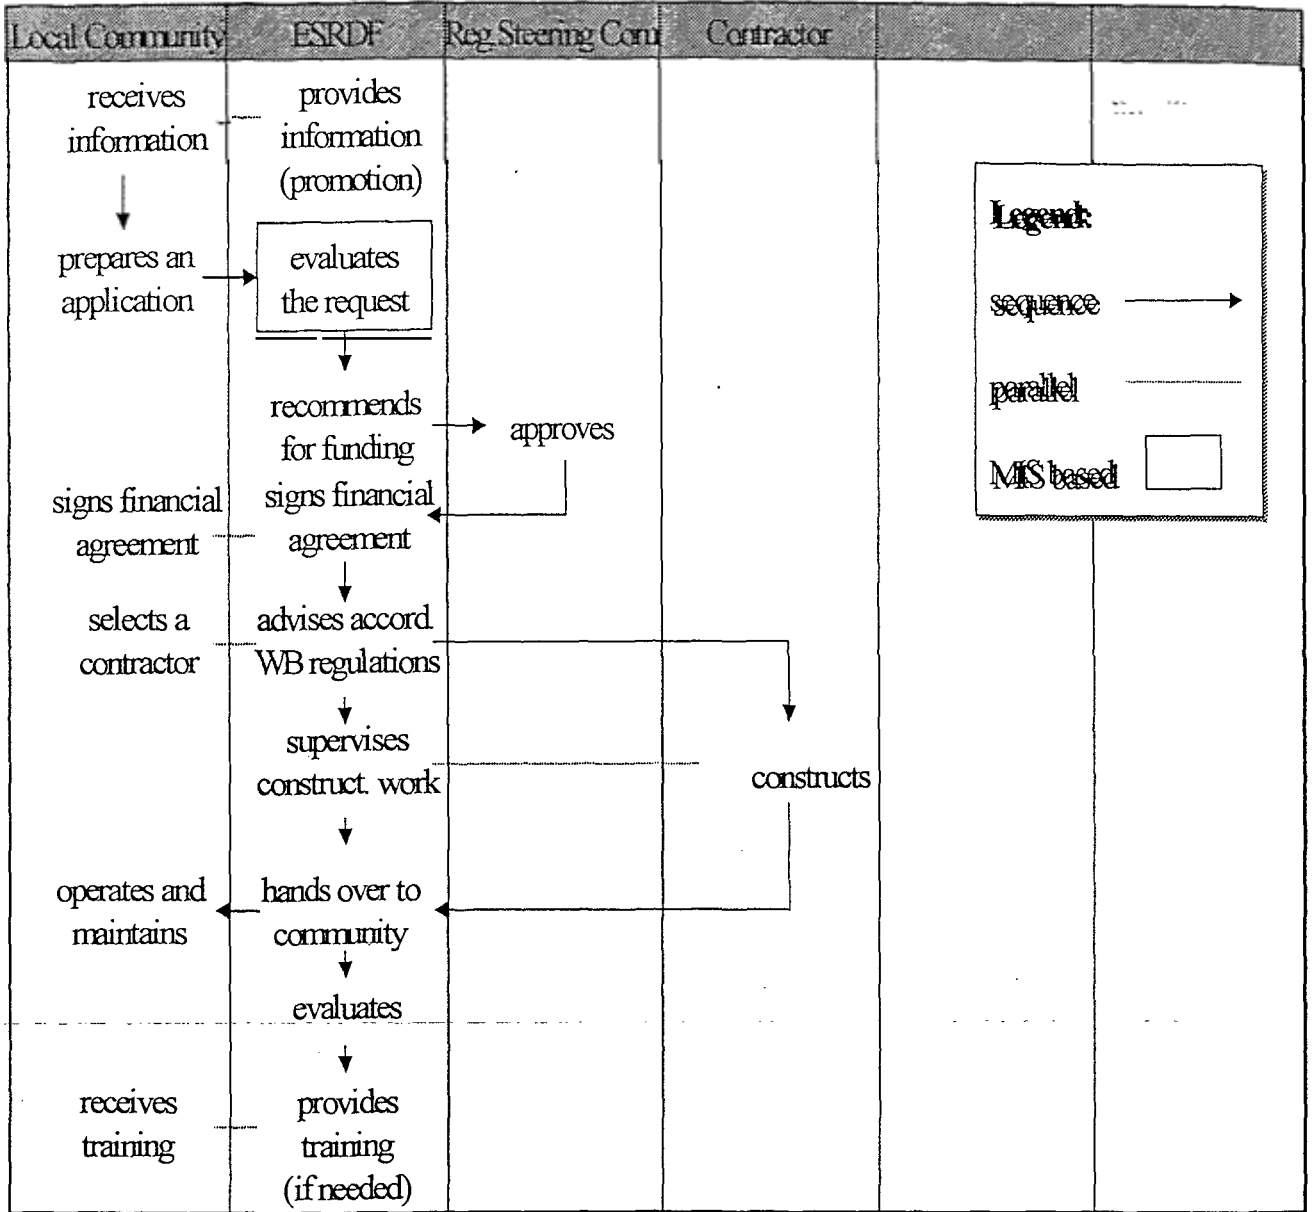 Local Community ESRDF Reg.Steering Com Contractor
receives
information
provides
information
(promotion)
prepares an
application
evaluates
the request
recommends
for funding
approves
signs financial
agreement
signs financial
agreement
selects a
contractor
advises accord.
WB regulations
supervises
construct. work
constructs
operates and
maintains
hands over to
community
evaluates
receives
training
provides
training
(if needed)
Legend:
sequence
parallel
MIS based